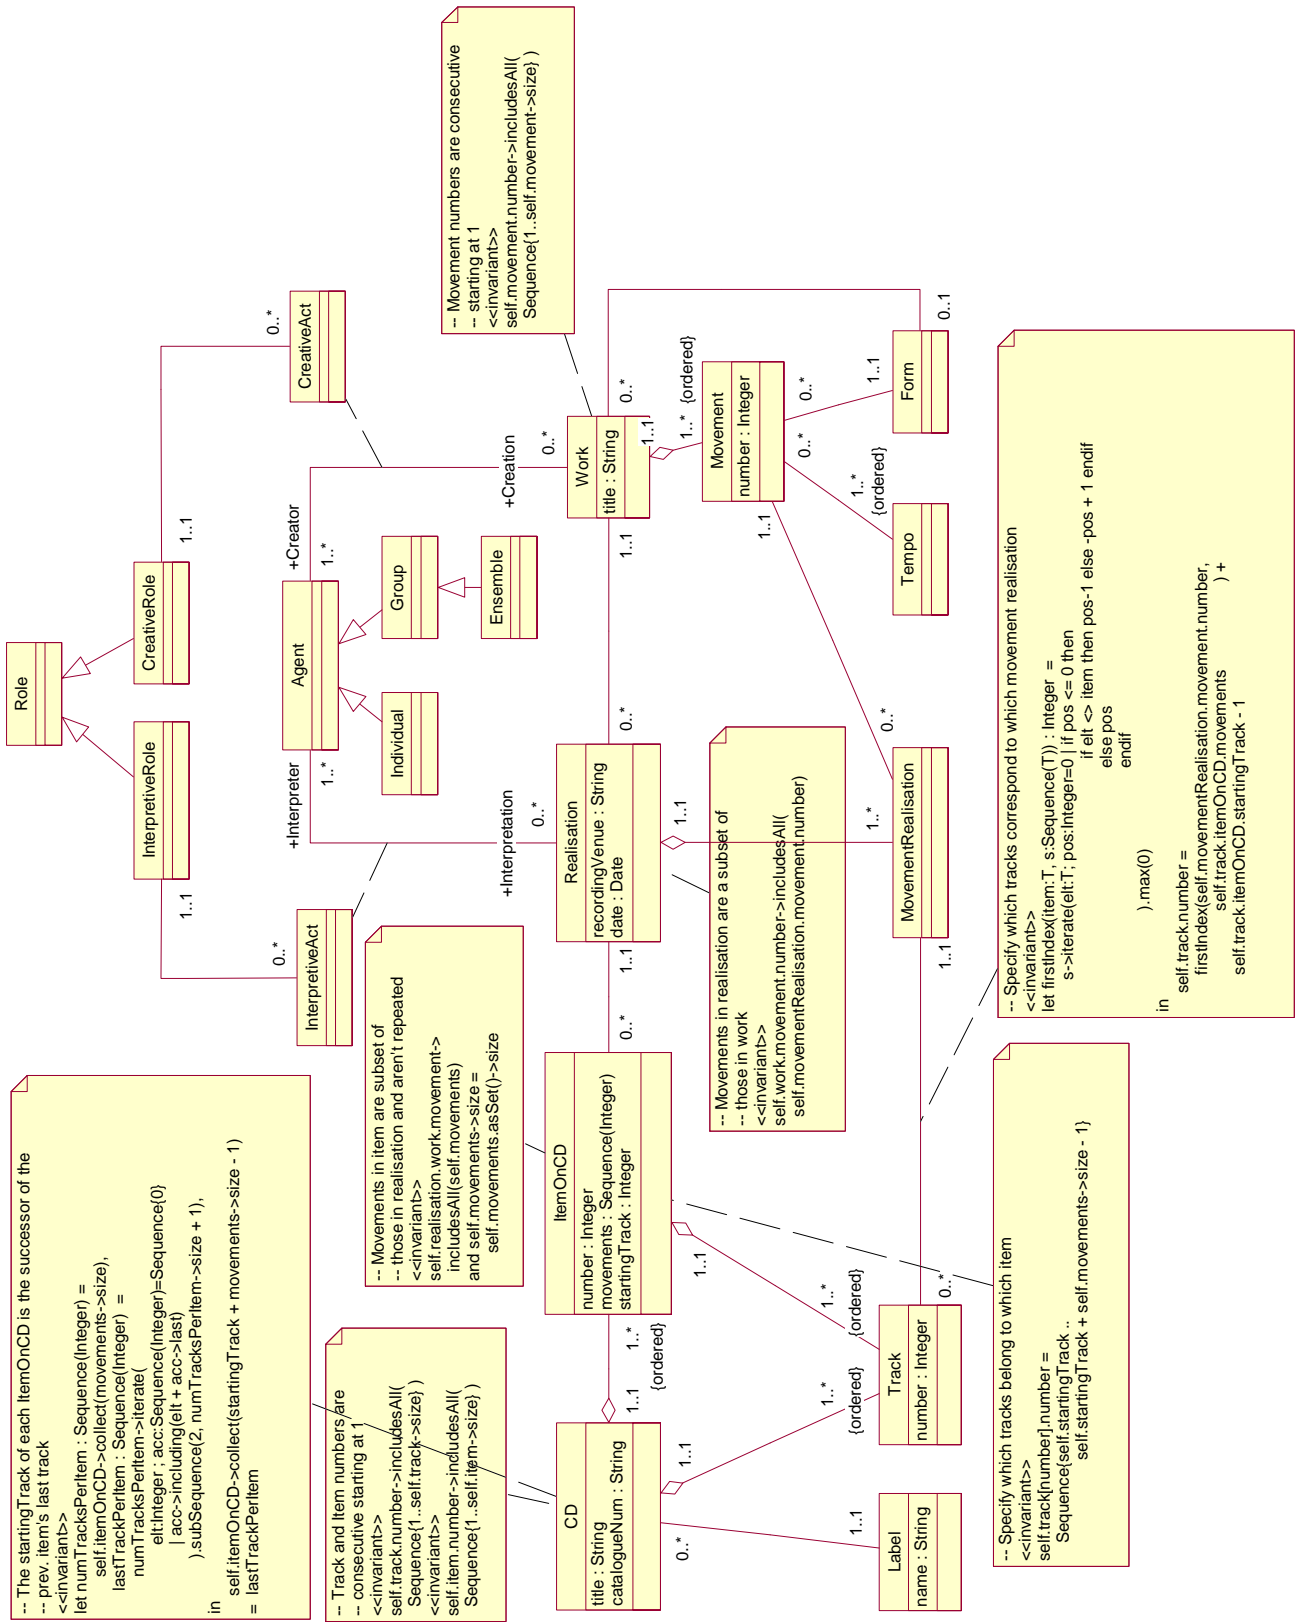 -- The startingTrack of each ItemOnCD is the successor of the
-- prev. item's last track
<<invariant>>
let numTracksPerItem : Sequence(Integer) =
self.itemOnCD->collect(movements->size),
lastTrackPerItem : Sequence(Integer) =
numTracksPerItem->iterate(
elt:Integer ; acc:Sequence(Integer)=Sequence{0}
| acc->including(elt + acc->last)
).subSequence(2, numTracksPerItem->size + 1),
in
self.itemOnCD->collect(startingTrack + movements->size - 1)
= lastTrackPerItem
-- Track and Item numbers are
-- consecutive starting at 1
<<invariant>>
self.track.number->includesAll(
Sequence{1..self.track->size} )
<<invariant>>
self.item.number->includesAll(
Sequence{1..self.item->size} )
-- Movements in item are subset of
-- those in realisation and aren't repeated
<<invariant>>
self.realisation.work.movement->
includesAll(self.movements)
and self.movements->size =
self.movements.asSet()->size
Role
InterpretiveRole
CreativeRole
1..1
1..1
0..*
0..*
InterpretiveAct
CreativeAct
+Interpreter
1..*
Agent
+Creator
1..*
Individual
Group
Ensemble
+Interpretation
0..*
+Creation
0..*
-- Movement numbers are consecutive
-- starting at 1
<<invariant>>
self.movement.number->includesAll(
Sequence{1..self.movement->size} )
CD
title : String
catalogueNum : String
1..1
1..*
{ordered}
ItemOnCD
number : Integer
movements : Sequence(Integer)
startingTrack : Integer
0..*
1..1
Realisation
recordingVenue : String
date : Date
0..*
1..1
Work
title : String
0..*
1..1
1..*
{ordered}
Movement
number : Integer
0..*
0..*
1..1
1..*
{ordered}
1..1
0..1
Tempo
Form
0..*
1..1
1..1
1..1
1..1
1..*
{ordered}
1..*
{ordered}
-- Movements in realisation are a subset of
-- those in work
<<invariant>>
self.work.movement.number->includesAll(
self.movementRealisation.movement.number)
1..*
0..*
Label
name : String
Track
number : Integer
0..*
1..1
MovementRealisation
-- Specify which tracks belong to which item
<<invariant>>
self.track[number].number =
Sequence{self.startingTrack ..
self.startingTrack + self.movements->size - 1}
-- Specify which tracks correspond to which movement realisation
<<invariant>>
let firstIndex(item:T, s:Sequence(T)) : Integer =
s->iterate(elt:T; pos:Integer=0 | if pos <= 0 then
if elt <> item then pos-1 else -pos + 1 endif
else pos
endif
).max(0)
in
self.track.number =
firstIndex(self.movementRealisation.movement.number,
self.track.itemOnCD.movements ) +
self.track.itemOnCD.startingTrack - 1